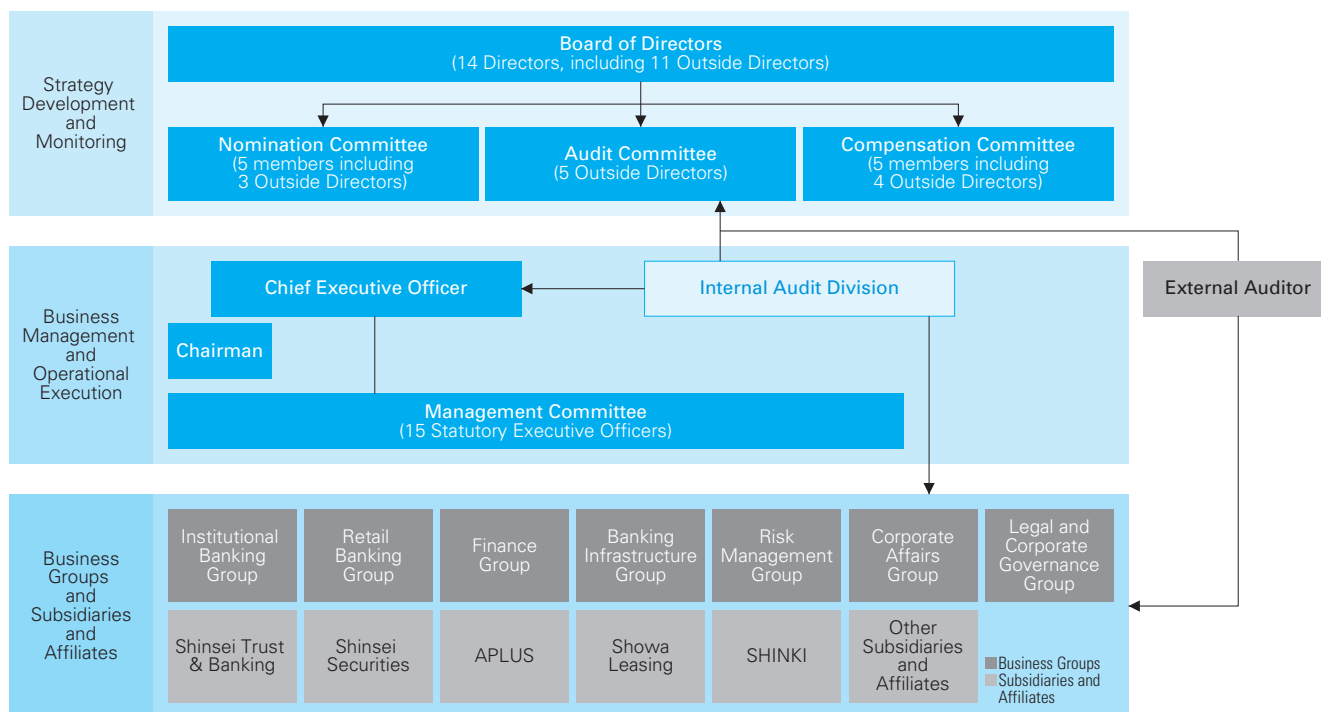 Board of Directors
(14 Directors, including 11 Outside Directors)
Strategy
Development
and
Monitoring
Nomination Committee
(5 members including
3 Outside Directors)
Audit Committee
(5 Outside Directors)
Compensation Committee
(5 members including
4 Outside Directors)
Business
Management
and
Operational
Execution
Chief Executive Officer
Internal Audit Division
External Auditor
Chairman
Management Committee
(15 Statutory Executive Officers)
Business
Groups
and
Subsidiaries
and
Affiliates
Institutional
Banking
Group
Retail
Banking
Group
Finance
Group
Banking
Infrastructure
Group
Risk
Management
Group
Corporate
Affairs
Group
Legal and
Corporate
Governance
Group
Shinsei Trust
& Banking
Shinsei
Securities
APLUS
Showa
Leasing
SHINKI
Other
Subsidiaries
and
Affiliates
Business Groups
Subsidiaries and
Affiliates